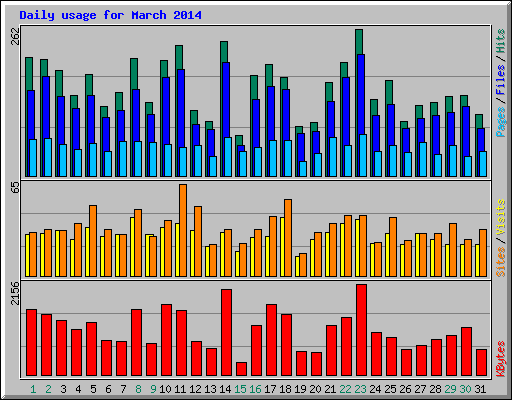 Daily usage for March 2014
262
Pages/Files/Hits
65
Sites/Visits
2156
KBytes
1 2 3 4 5 6 7 8 9 10 11 12 13 14 15 16 17 18 19 20 21 22 23 24 25 26 27 28 29 30 31